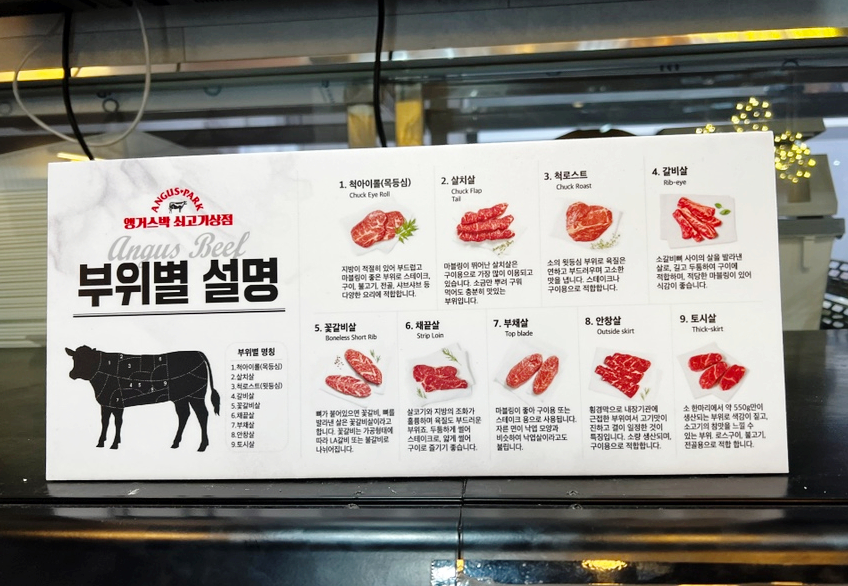 ANGUS★PARK
앵거스박 쇠고기상점
Angus Beef
부위별 설명
부위별 명칭
1.척아이롤(목등심)
2.살치살
3.척로스트(윗등심)
4.갈비살
5.꽃갈비살
6.채끝살
7.부채살
8.안창살
9.토시살
1. 척아이롤(목등심)
Chuck Eye Roll
지방이 적절히 있어 부드럽고
마블링이 좋은 부위로 스테이크,
구이, 불고기, 전골, 샤브샤브 등
다양한 요리에 적합합니다.
2. 살치살
Chuck Flap
Tail
마블링이 뛰어난 살치살은
구이용으로 가장 많이 이용되고
있습니다. 소금만 뿌려 구워
먹어도 충분히 맛있는
부위입니다.
3. 척로스트
Chuck Roast
소의 윗등심 부위로 육질은
연하고 부드러우며 고소한
맛을 냅니다. 스테이크나
구이용으로 적합합니다.
4. 갈비살
Rib-eye
소갈비뼈 사이의 살을 발라낸
살로, 길고 두툼하여 구이에
적합하며, 적당한 마블링이 있어
식감이 좋습니다.
5. 꽃갈비살
Boneless Short Rib
뼈가 붙어있으면 꽃갈비, 뼈를
발라낸 살은 꽃갈비살이라고
합니다. 꽃갈비는 가공형태에
따라 LA갈비 또는 불갈비로
나뉘어집니다.
6. 채끝살
Strip Loin
살코기와 지방의 조화가
훌륭하며 육질도 부드러운
부위죠. 두툼하게 썰어
스테이크로, 얇게 썰어
구이로 즐기기 좋습니다.
7. 부채살
Top blade
마블링이 좋아 구이용 또는
스테이크 용으로 사용됩니다.
자른 면이 낙엽 모양과
비슷하여 낙엽살이라고도
불립니다.
8. 안창살
Outside skirt
횡경막으로 내장기관에
근접한 부위여서 고기맛이
진하고 결이 일정한 것이
특징입니다. 소량 생산되며,
구이용으로 적합합니다.
9. 토시살
Thick-skirt
소 한마리에서 약 550g만이
생산되는 부위로 색감이 짙고,
소고기의 참맛을 느낄 수
있는 부위. 로스구이, 불고기,
전골용으로 적합 합니다.